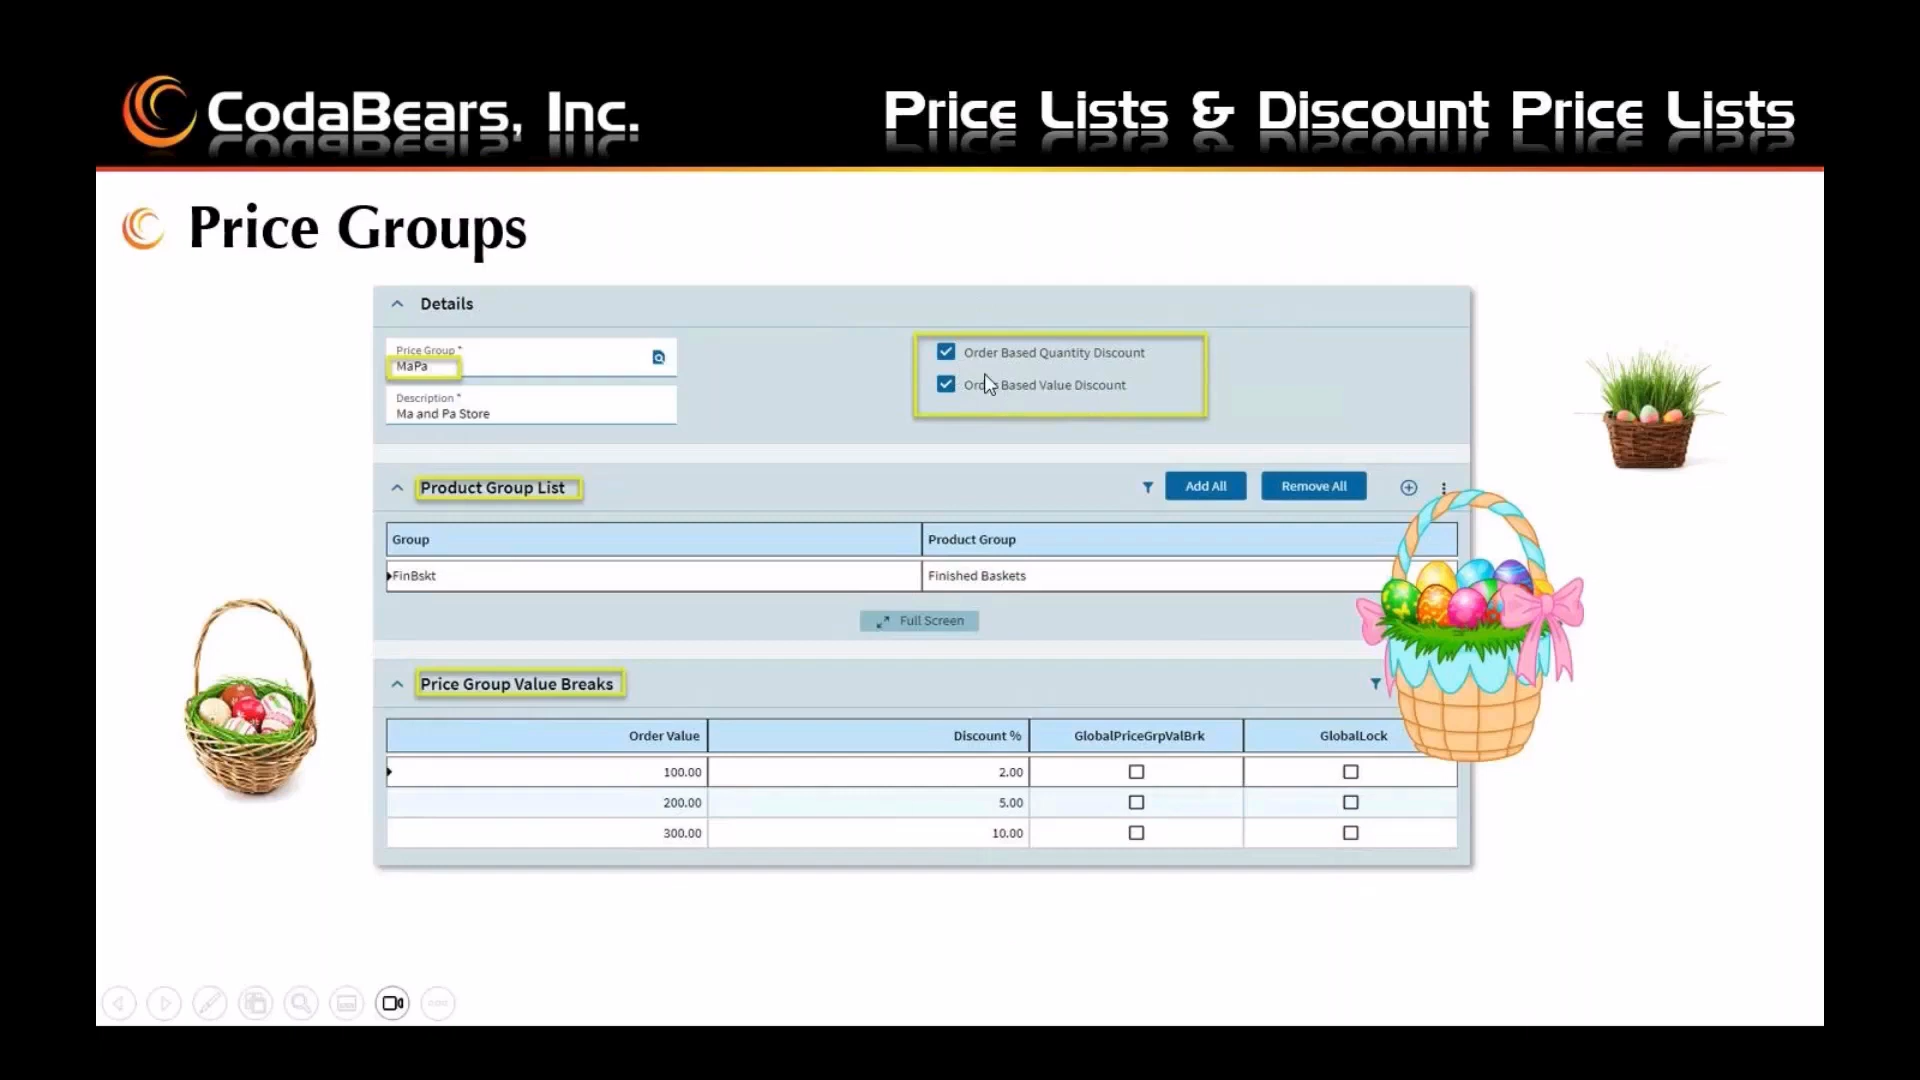 CodaBears, Inc.
Price Lists & Discount Price Lists
Price Groups
Details
Price Group *
MaPa
Description *
Ma and Pa Store
Order Based Quantity Discount
Order Based Value Discount
Product Group List
Add All
Remove All
Group
Product Group
FinBskt
Finished Baskets
Full Screen
Price Group Value Breaks
Order Value
Discount %
GlobalPriceGrpValBrk
GlobalLock
100.00
2.00
200.00
5.00
300.00
10.00